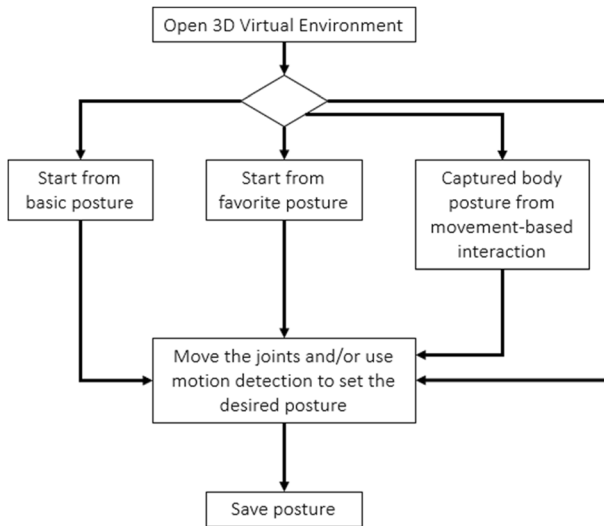 Open 3D Virtual Environment
Start from
basic posture
Start from
favorite posture
Captured body
posture from
movement-based
interaction
Move the joints and/or use
motion detection to set the
desired posture
Save posture